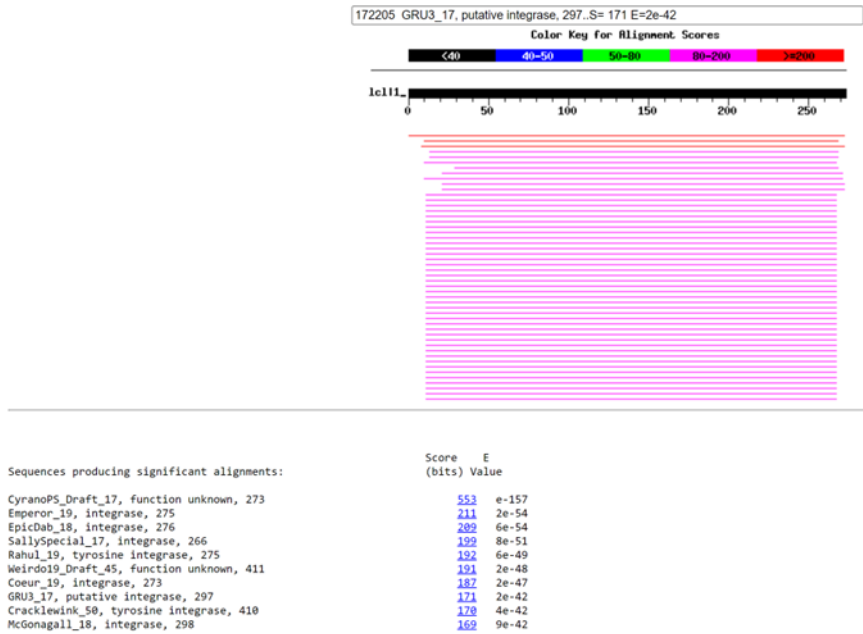 172205 GRU3_17, putative integrase, 297..S= 171 E=2e-42
Color Key for Alignment Scores
<40 40-50 50-80 80-200 >=200
lcl|1_
0 50 100 150 200 250
Score E
Sequences producing significant alignments: (bits) Value
CyranoPS_Draft_17, function unknown, 273 553 e-157
Emperor_19, integrase, 275 211 2e-54
EpicDab_18, integrase, 276 209 6e-54
SallySpecial_17, integrase, 266 199 8e-51
Rahul_19, tyrosine integrase, 275 192 6e-49
Weirdo19_Draft_45, function unknown, 411 191 2e-48
Coeur_19, integrase, 273 187 2e-47
GRU3_17, putative integrase, 297 171 2e-42
Cracklewink_50, tyrosine integrase, 410 170 4e-42
McGonagall_18, integrase, 298 169 9e-42